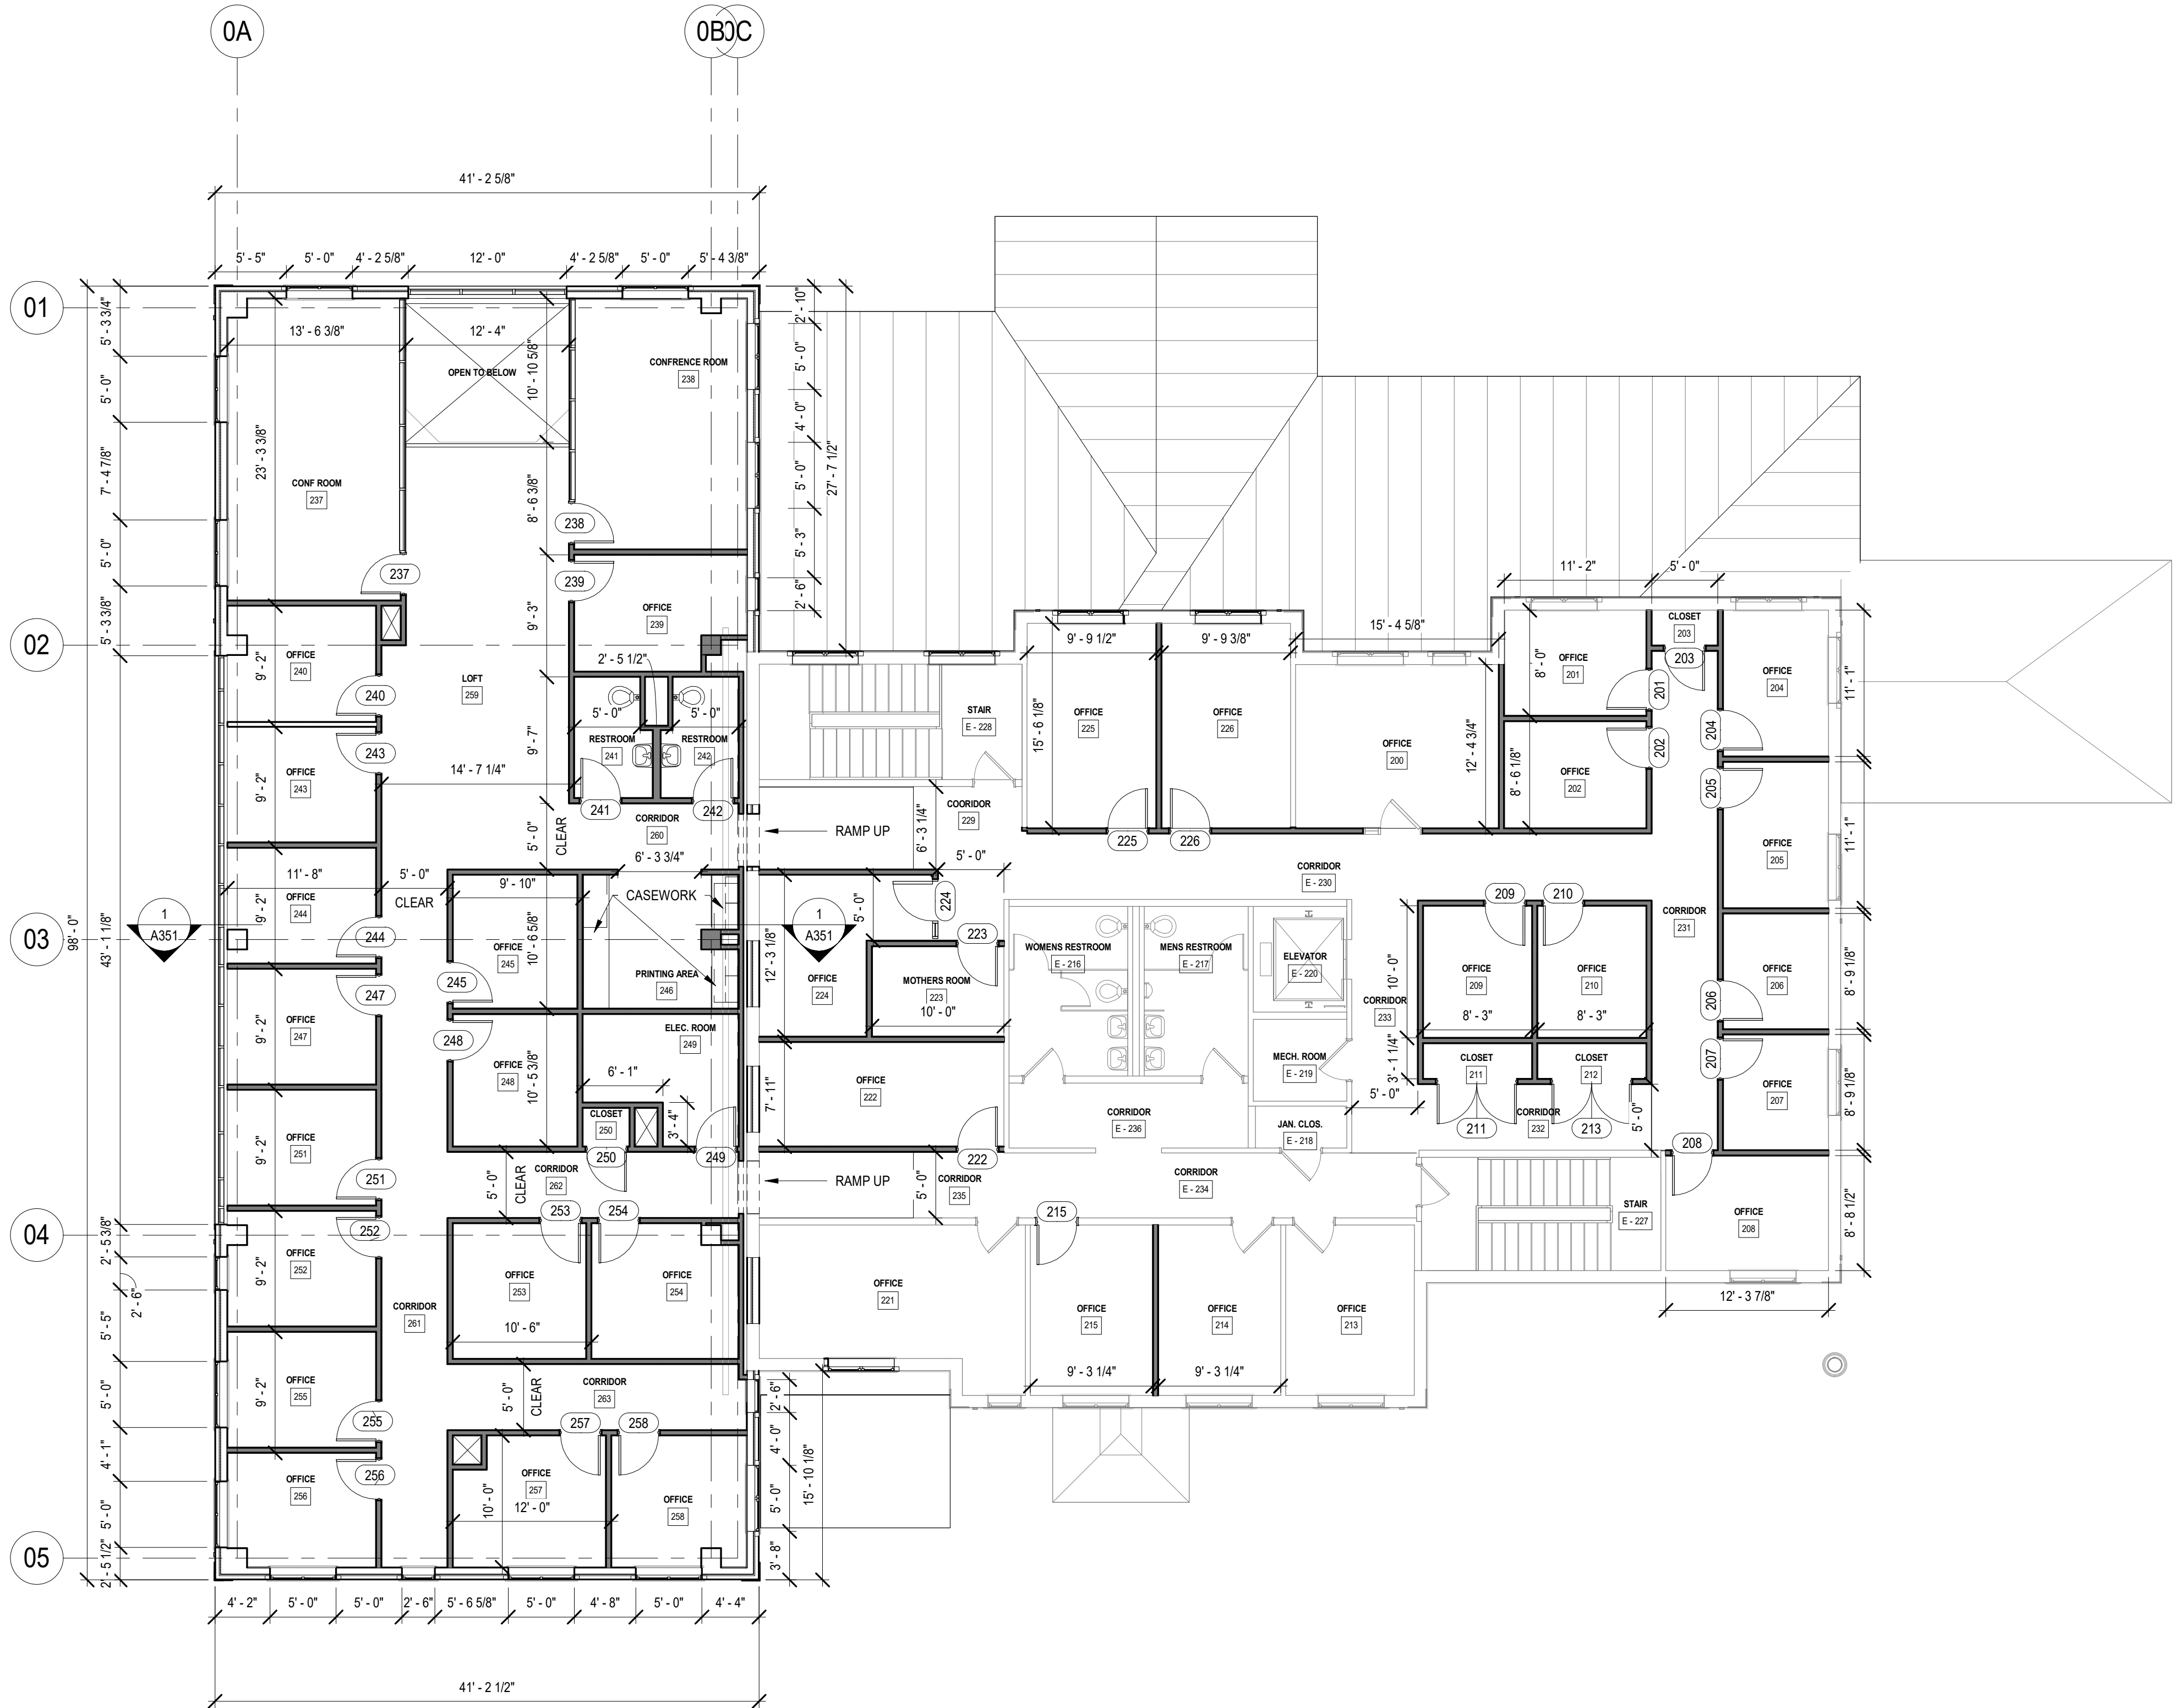 0A
0B
0C
41' - 2 5/8"
5' - 5"
5' - 0"
4' - 2 5/8"
12' - 0"
4' - 2 5/8"
5' - 0"
5' - 4 3/8"
01
02
03
04
05
98' - 0"
5' - 3 3/4"
5' - 0"
7' - 4 7/8"
5' - 0"
5' - 3 3/8"
43' - 1 1/8"
2' - 5 3/8"
2' - 6"
5' - 5"
5' - 0"
4' - 1"
5' - 0"
2' - 5 1/2"
13' - 6 3/8"
12' - 4"
10' - 10 5/8"
OPEN TO BELOW
CONFRENCE ROOM
238
2' - 10"
5' - 0"
4' - 0"
5' - 0"
5' - 3"
2' - 6"
27' - 7 1/2"
23' - 3 3/8"
CONF ROOM
237
8' - 6 3/8"
238
237
239
OFFICE
239
9' - 3"
2' - 5 1/2"
9' - 2"
OFFICE
240
240
LOFT
259
5' - 0"
5' - 0"
RESTROOM
241
RESTROOM
242
9' - 7"
243
9' - 2"
OFFICE
243
14' - 7 1/4"
241
242
CORRIDOR
260
5' - 0"
CLEAR
6' - 3 3/4"
RAMP UP
6' - 3 1/4"
STAIR
E - 228
COORIDOR
229
5' - 0"
11' - 8"
5' - 0"
CLEAR
9' - 10"
CASEWORK
9' - 2"
OFFICE
244
244
1
A351
1
A351
OFFICE
245
10' - 6 5/8"
245
PRINTING AREA
246
247
9' - 2"
OFFICE
247
248
OFFICE
248
10' - 5 3/8"
ELEC. ROOM
249
6' - 1"
3' - 4"
CLOSET
250
250
249
9' - 2"
OFFICE
251
251
5' - 0"
CLEAR
CORRIDOR
262
252
9' - 2"
OFFICE
252
253
254
OFFICE
253
OFFICE
254
10' - 6"
CORRIDOR
261
9' - 2"
OFFICE
255
255
5' - 0"
CLEAR
CORRIDOR
263
256
OFFICE
256
257
258
OFFICE
257
10' - 0"
12' - 0"
OFFICE
258
2' - 6"
4' - 0"
5' - 0"
3' - 8"
15' - 10 1/8"
4' - 2"
5' - 0"
5' - 0"
2' - 6"
5' - 6 5/8"
5' - 0"
4' - 8"
5' - 0"
4' - 4"
41' - 2 1/2"
12' - 3 1/8"
5' - 0"
224
OFFICE
224
223
MOTHERS ROOM
223
10' - 0"
7' - 11"
OFFICE
222
222
RAMP UP
5' - 0"
CORRIDOR
235
OFFICE
221
215
OFFICE
215
9' - 3 1/4"
OFFICE
214
9' - 3 1/4"
OFFICE
213
9' - 9 1/2"
9' - 9 3/8"
15' - 4 5/8"
15' - 6 1/8"
OFFICE
225
OFFICE
226
OFFICE
200
12' - 4 3/4"
225
226
CORRIDOR
E - 230
WOMENS RESTROOM
E - 216
MENS RESTROOM
E - 217
ELEVATOR
E - 220
MECH. ROOM
E - 219
JAN. CLOS.
E - 218
CORRIDOR
E - 236
CORRIDOR
E - 234
11' - 2"
5' - 0"
8' - 0"
OFFICE
201
201
CLOSET
203
203
OFFICE
204
204
11' - 1"
8' - 6 1/8"
OFFICE
202
202
205
OFFICE
205
11' - 1"
209
210
CORRIDOR
231
10' - 0"
CORRIDOR
233
OFFICE
209
8' - 3"
OFFICE
210
8' - 3"
206
OFFICE
206
8' - 9 1/8"
3' - 1 1/4"
5' - 0"
CLOSET
211
CLOSET
212
211
CORRIDOR
232
213
5' - 0"
207
OFFICE
207
8' - 9 1/8"
208
OFFICE
208
8' - 8 1/2"
STAIR
E - 227
12' - 3 7/8"